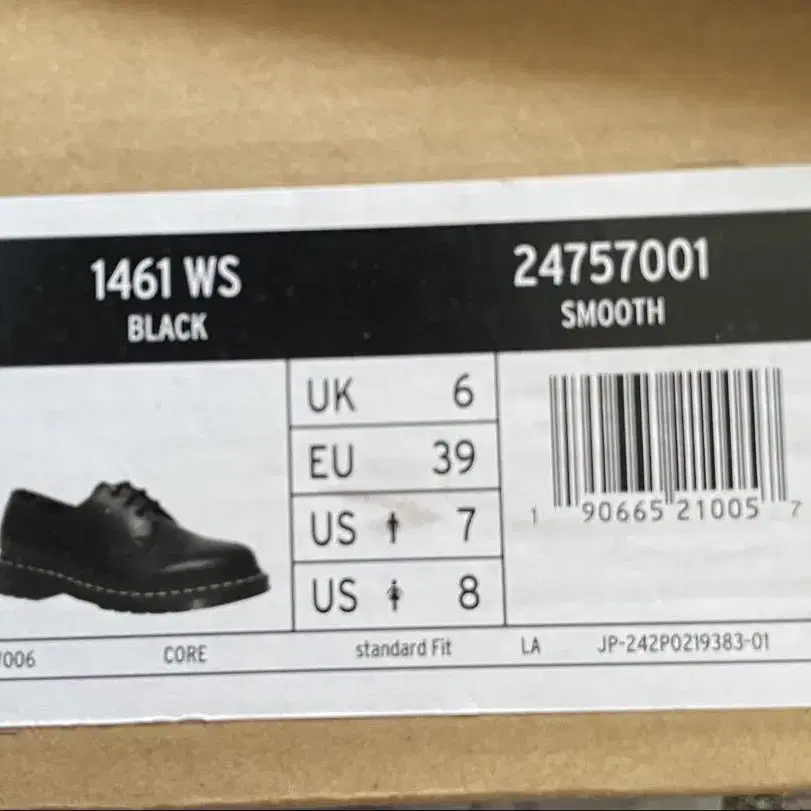 1461 WS
BLACK
24757001
SMOOTH
UK 6
EU 39
US 7
US 8
1 90665 21005 7
006 CORE standard Fit LA JP-242P0219383-01